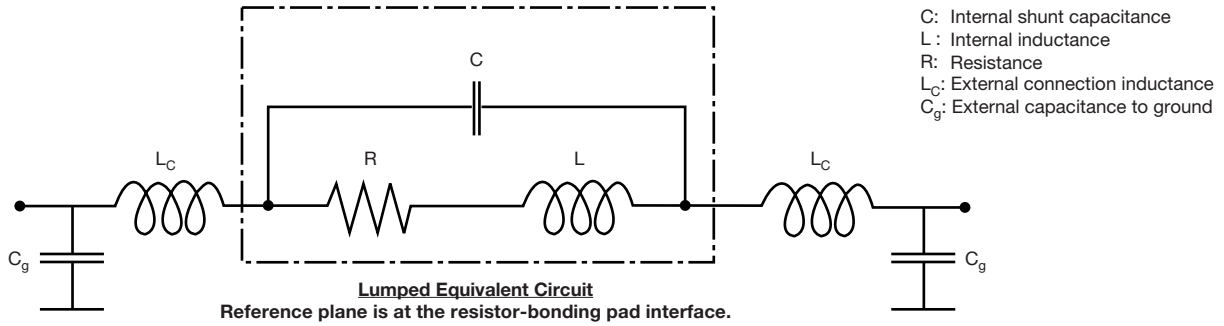 C: Internal shunt capacitance
L : Internal inductance
R: Resistance
LC: External connection inductance
Cg: External capacitance to ground
C
LC
R
L
LC
Cg
Cg
Lumped Equivalent Circuit
Reference plane is at the resistor-bonding pad interface.